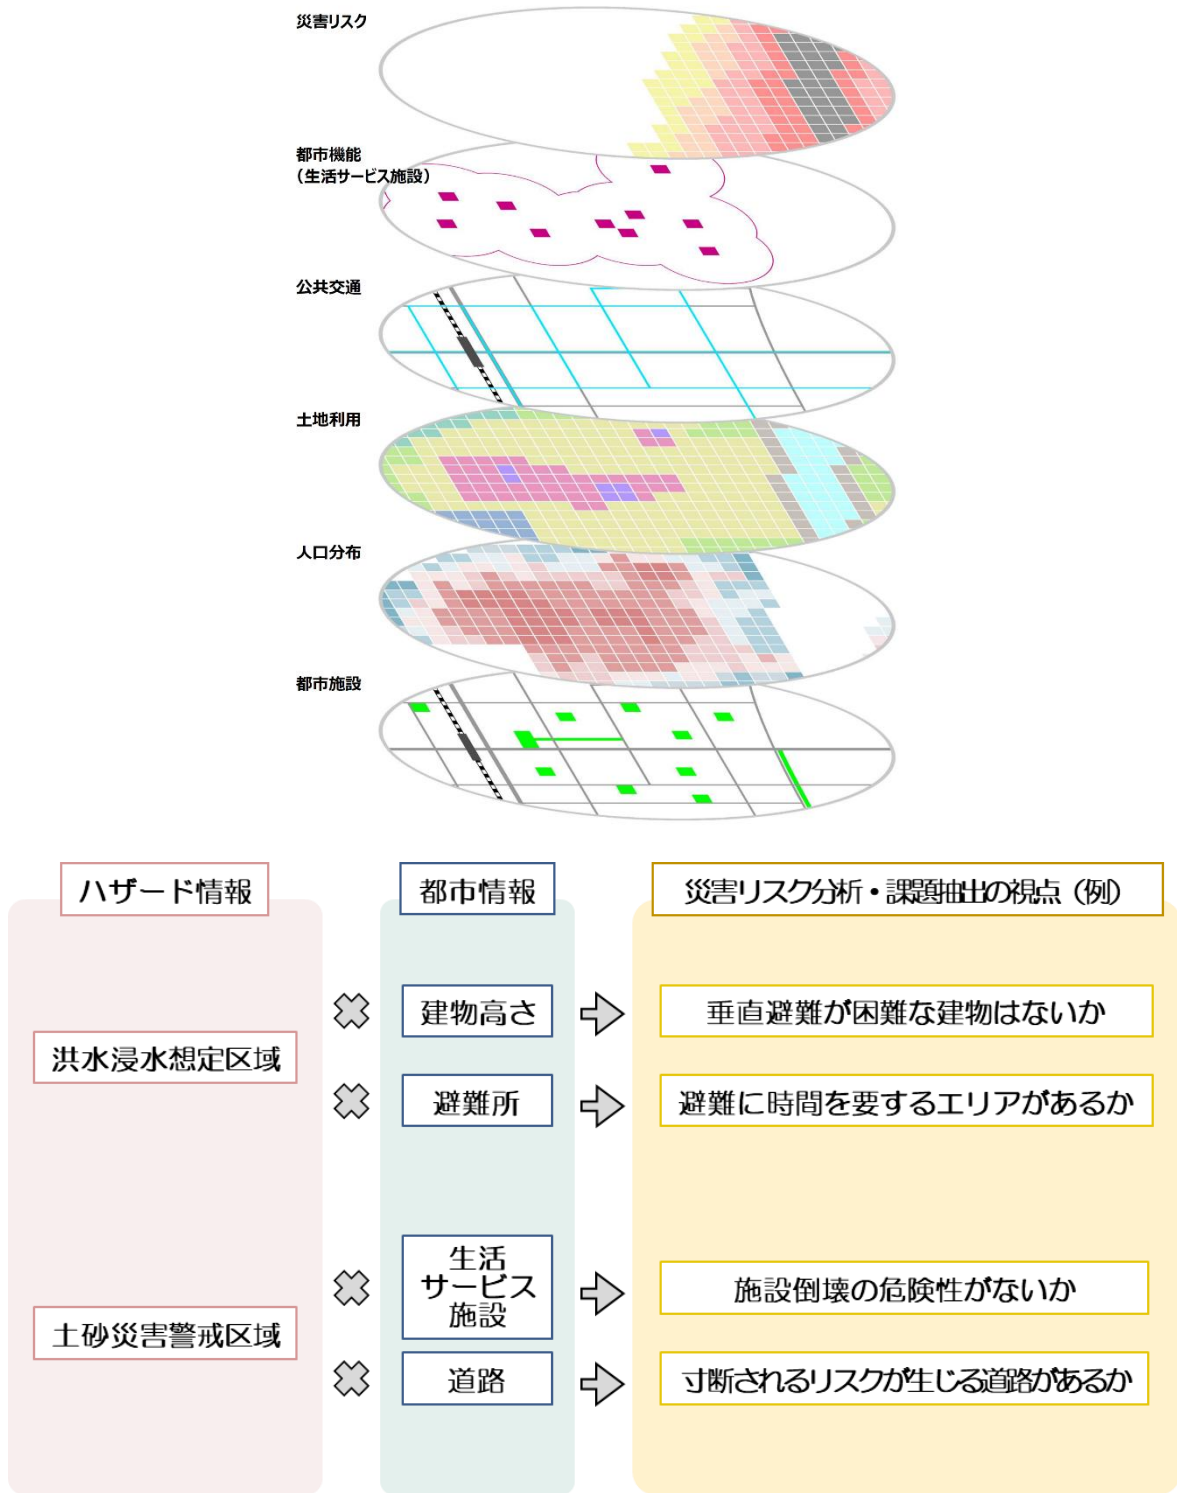 災害リスク
都市機能
（生活サービス施設）
公共交通
土地利用
人口分布
都市施設
ハザード情報
都市情報
災害リスク分析・課題抽出の視点（例）
洪水浸水想定区域
建物高さ
垂直避難が困難な建物はないか
避難所
避難に時間を要するエリアがあるか
土砂災害警戒区域
生活
サービス
施設
施設倒壊の危険性がないか
道路
寸断されるリスクが生じる道路があるか